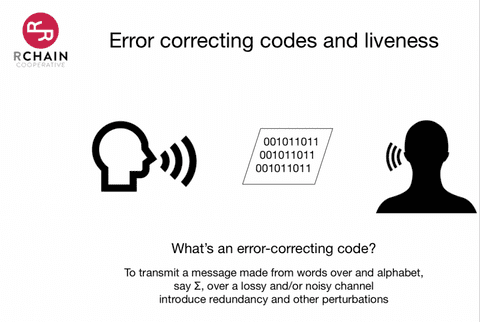 RCHAIN
COOPERATIVE
Error correcting codes and liveness
001011011
001011011
001011011
What's an error-correcting code?
To transmit a message made from words over and alphabet,
say Σ, over a lossy and/or noisy channel
introduce redundancy and other perturbations